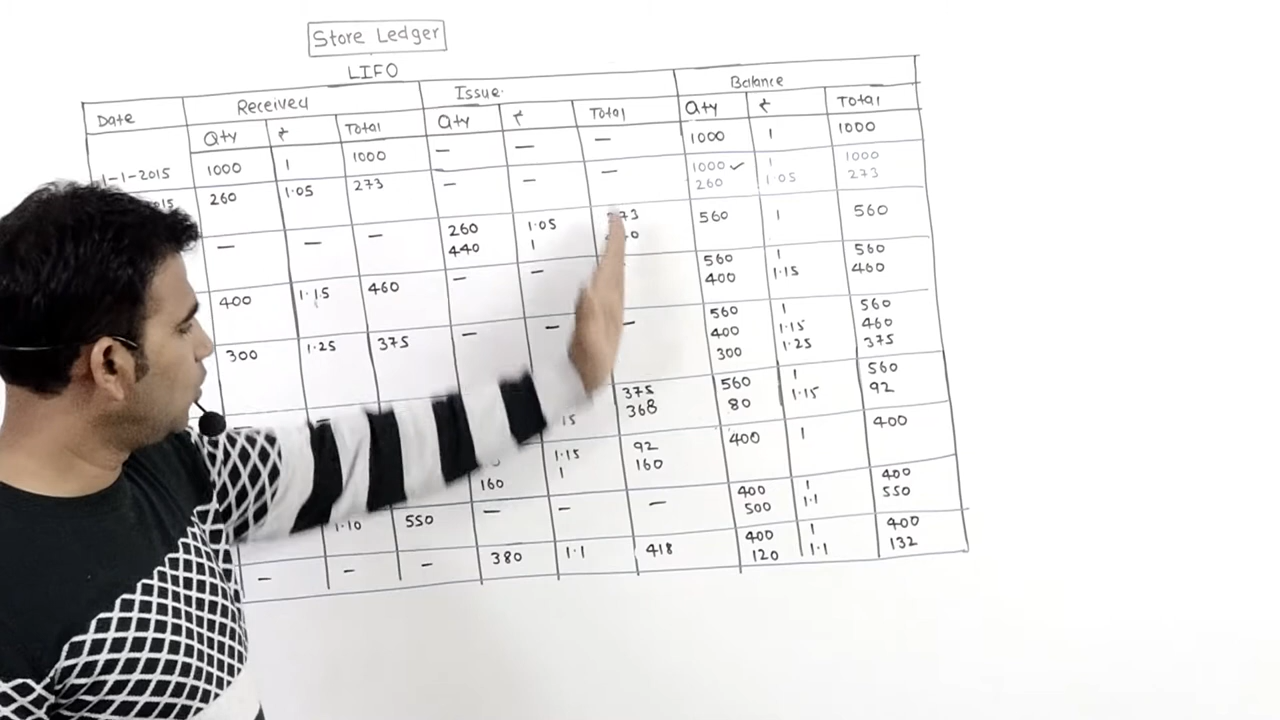 Store Ledger
LIFO
Date Received Issue Balance
Qty ₹ Total Qty ₹ Total Qty ₹ Total
1-1-2015 1000 1 1000 — — — 1000 1 1000
260 1.05 273 — — — 1000 ✓ 1 1000
260 1.05 273
— — — 260 1.05 560 1 560
440 1
400 1.15 460 — — 560 1 560
400 1.15 460
300 1.25 375 — — — 560 1 560
400 1.15 460
300 1.25 375
375 560 1 560
368 80 1.15 92
1.15 92 400 1 400
160 1 160
1.10 550 — — — 400 1 400
500 1.1 550
— — — 380 1.1 418 400 1 400
120 1.1 132